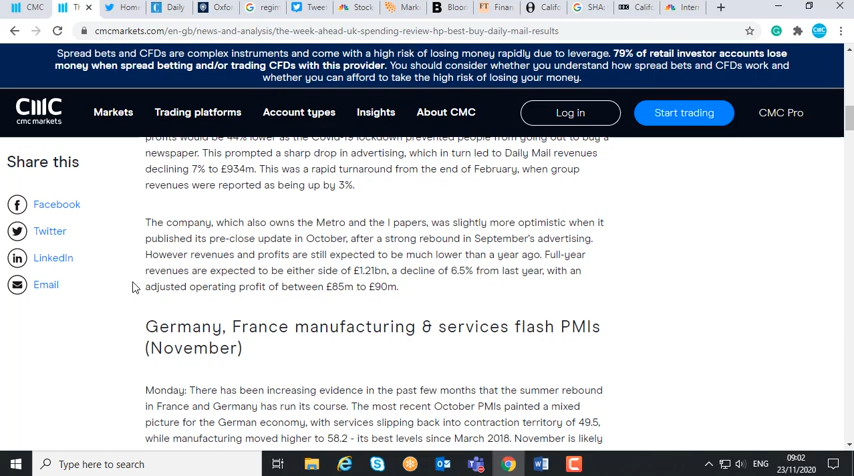 CMC
Th
Home
Daily
Oxfo
regim
Tweet
Stock
Mark
Bloon
Finan
Califo
SHA
Califo
Intern
cmcmarkets.com/en-gb/news-and-analysis/the-week-ahead-uk-spending-review-hp-best-buy-daily-mail-results
Spread bets and CFDs are complex instruments and come with a high risk of losing money rapidly due to leverage. 79% of retail investor accounts lose
money when spread betting and/or trading CFDs with this provider. You should consider whether you understand how spread bets and CFDs work and
whether you can afford to take the high risk of losing your money.
cmc markets
Markets
Trading platforms
Account types
Insights
About CMC
Log in
Start trading
CMC Pro
profits would be 44% lower as the Covid-19 lockdown prevented people from going out to buy a
newspaper. This prompted a sharp drop in advertising, which in turn led to Daily Mail revenues
declining 7% to £934m. This was a rapid turnaround from the end of February, when group
revenues were reported as being up by 3%.
Share this
Facebook
Twitter
LinkedIn
Email
The company, which also owns the Metro and the I papers, was slightly more optimistic when it
published its pre-close update in October, after a strong rebound in September's advertising.
However revenues and profits are still expected to be much lower than a year ago. Full-year
revenues are expected to be either side of £1.21bn, a decline of 6.5% from last year, with an
adjusted operating profit of between £85m to £90m.
Germany, France manufacturing & services flash PMIs
(November)
Monday: There has been increasing evidence in the past few months that the summer rebound
in France and Germany has run its course. The most recent October PMIs painted a mixed
picture for the German economy, with services slipping back into contraction territory of 49.5,
while manufacturing moved higher to 58.2 - its best levels since March 2018. November is likely
Type here to search
ENG
09:02
23/11/2020